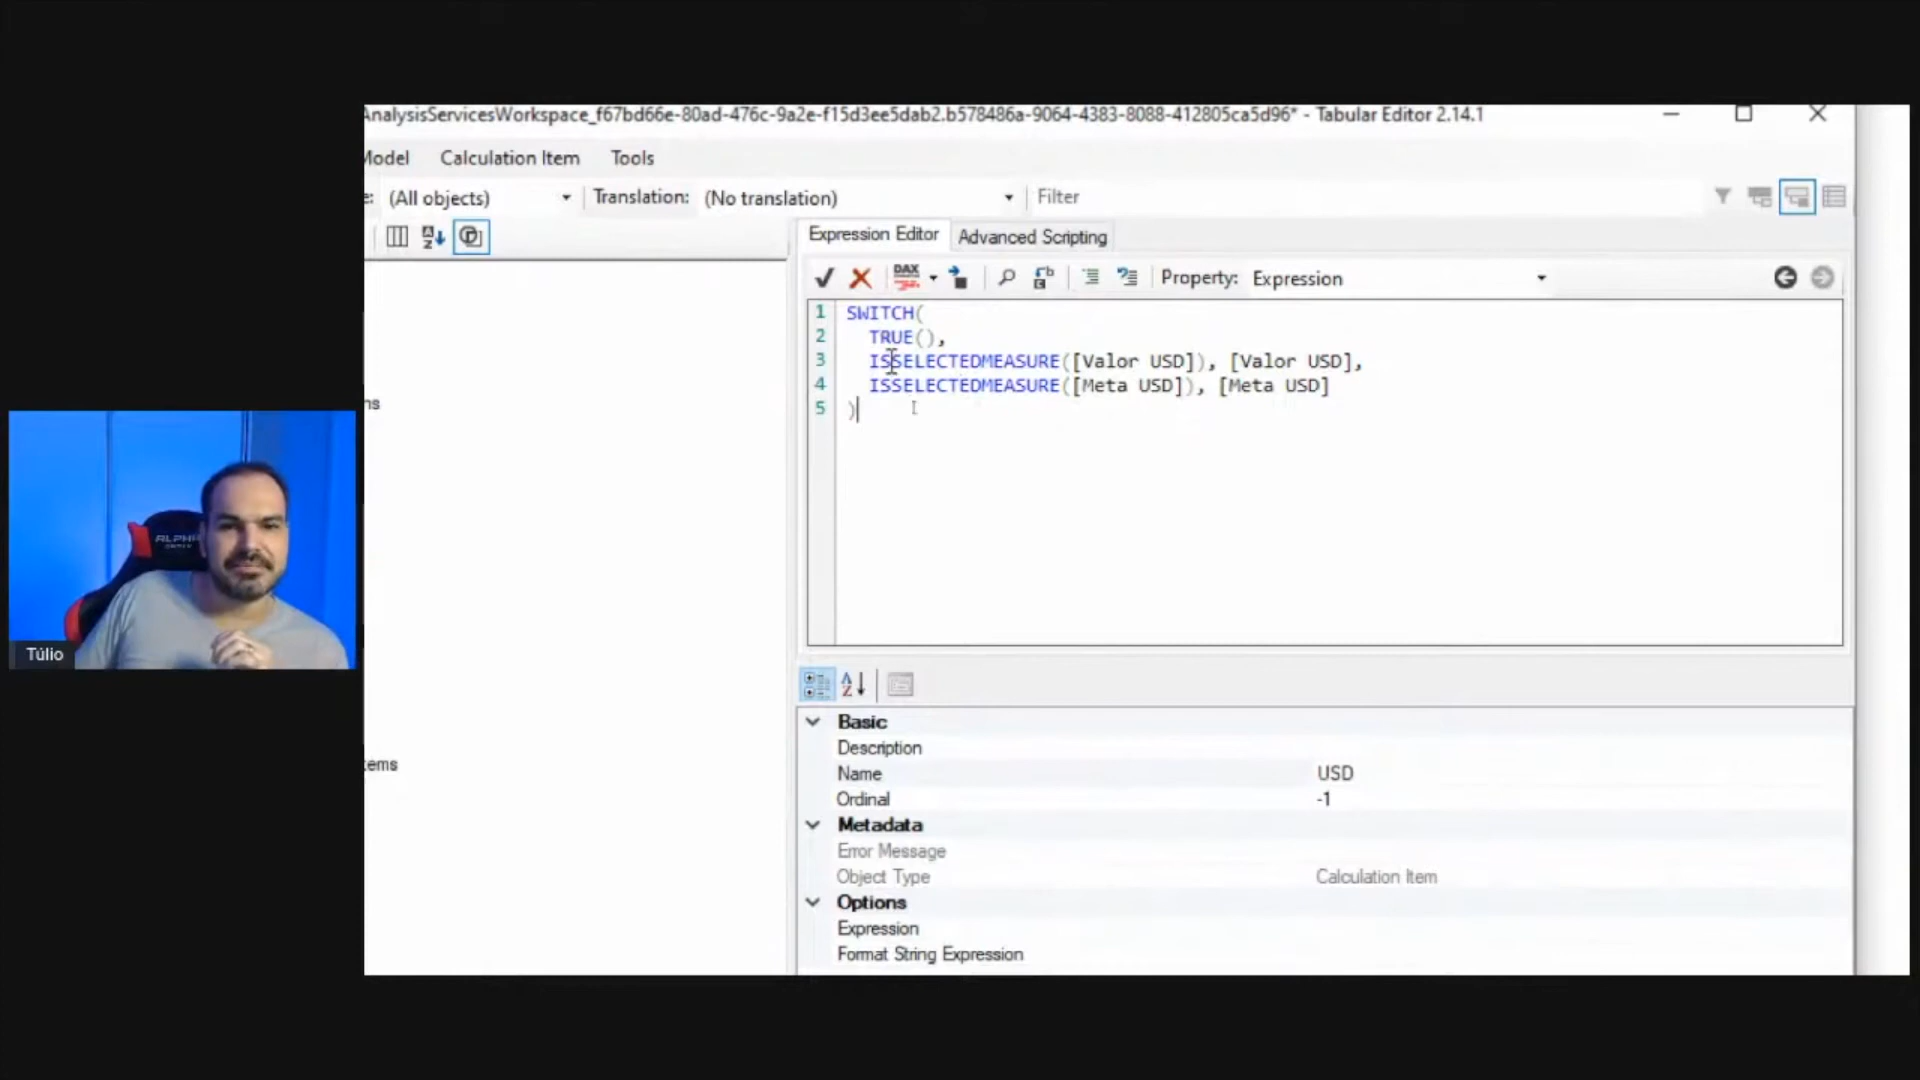 AnalysisServicesWorkspace_f67bd66e-80ad-476c-9a2e-f15d3ee5dab2.b578486a-9064-4383-8088-412805ca5d96* - Tabular Editor 2.14.1
Model Calculation Item Tools
e: (All objects) Translation: (No translation) Filter
Expression Editor Advanced Scripting
DAX Property: Expression
1 SWITCH(
2 TRUE(),
3 ISSELECTEDMEASURE([Valor USD]), [Valor USD],
4 ISSELECTEDMEASURE([Meta USD]), [Meta USD]
5 )
ns
ALPHA
Túlio
tems
Basic
Description
Name USD
Ordinal -1
Metadata
Error Message
Object Type Calculation Item
Options
Expression
Format String Expression